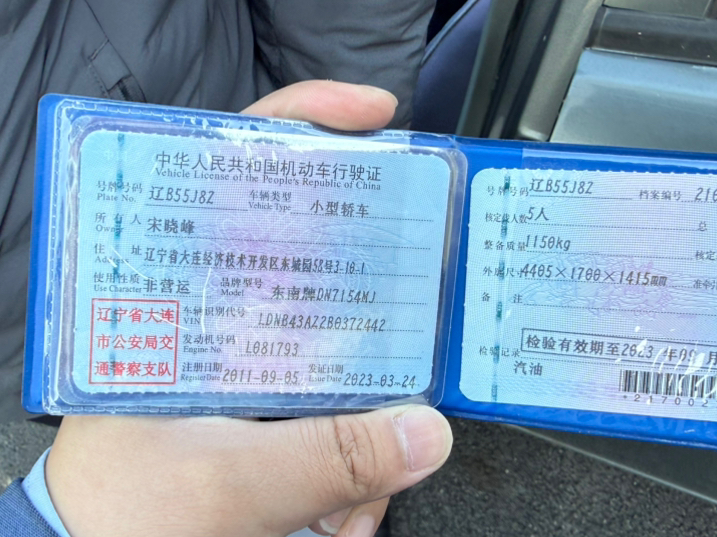 中华人民共和国机动车行驶证
Vehicle License of the People's Republic of China
号牌号码 辽B55J8Z 车辆类型 小型轿车
Plate No. Vehicle Type
所有人 宋晓峰
Owner
住址 辽宁省大连经济技术开发区东城园58号3-10-1
Address
使用性质 非营运 品牌型号 东南牌DN7154MJ
Use Character Model
辽宁省大连
市公安局交
通警察支队
车辆识别代号 LDNB43AZ2B0372442
VIN
发动机号码 L081793
Engine No.
注册日期 2011-09-05 发证日期 2023-03-24
Register Date Issue Date
号牌号码 辽B55J8Z 档案编号 210
核定载人数 5人 总
整备质量 1150kg 核定
外廓尺寸 4405×1700×1415 准牵
备注
检验记录 检验有效期至2023年09月
汽油